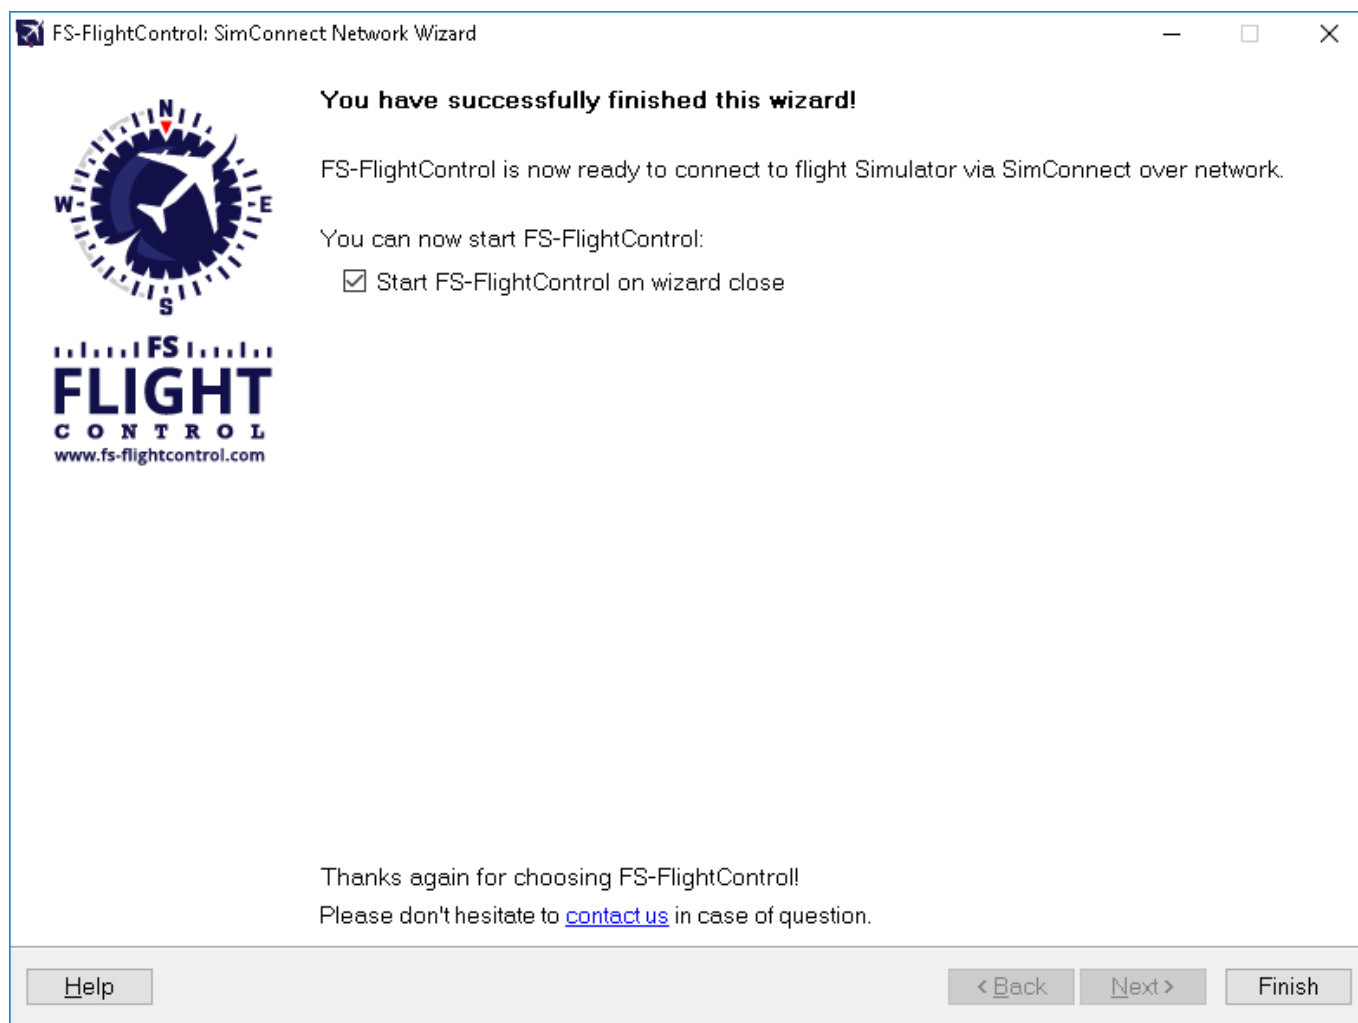 FS-FlightControl: SimConnect Network Wizard
N
W
E
S
FS
FLIGHT
CONTROL
www.fs-flightcontrol.com
You have successfully finished this wizard!
FS-FlightControl is now ready to connect to flight Simulator via SimConnect over network.
You can now start FS-FlightControl:
Start FS-FlightControl on wizard close
Thanks again for choosing FS-FlightControl!
Please don't hesitate to contact us in case of question.
Help
< Back
Next >
Finish